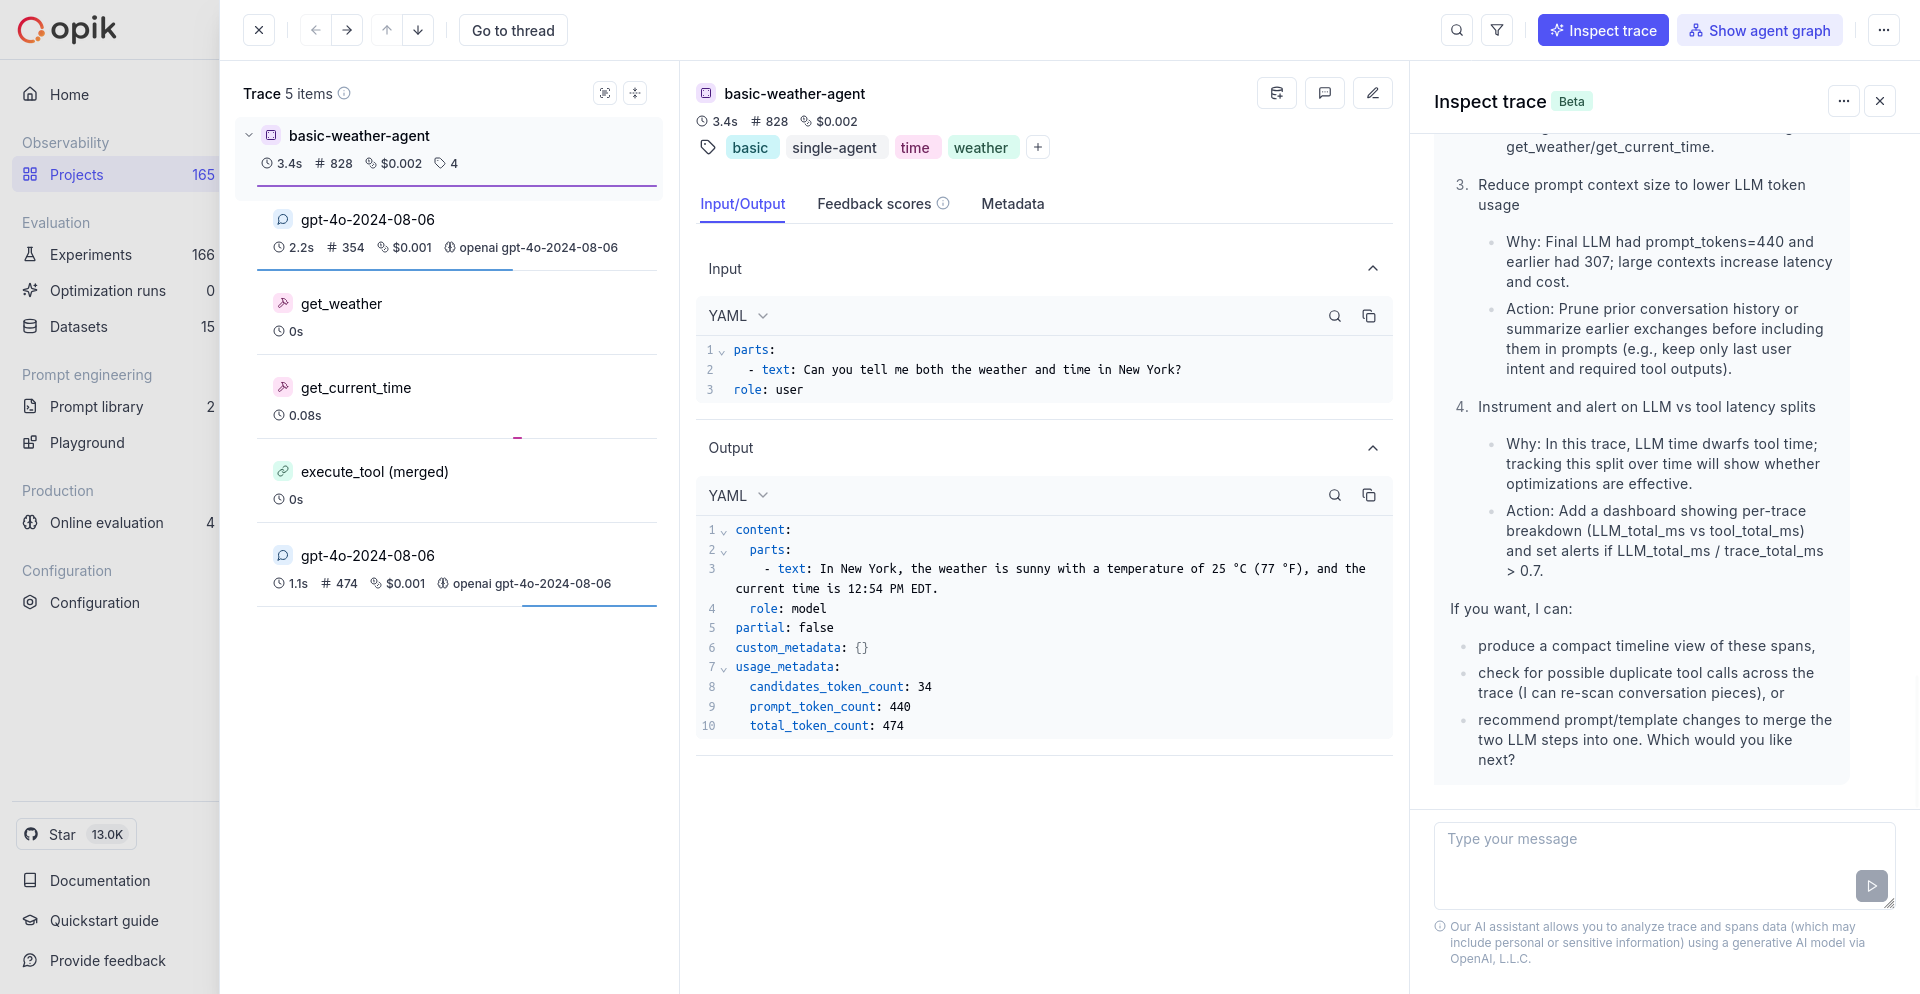 opik
Home
Observability
Projects 165
Evaluation
Experiments 166
Optimization runs 0
Datasets 15
Prompt engineering
Prompt library 2
Playground
Production
Online evaluation 4
Configuration
Configuration
Star 13.0K
Documentation
Quickstart guide
Provide feedback
Go to thread
Inspect trace
Show agent graph
Trace 5 items
basic-weather-agent
3.4s # 828 $0.002 4
gpt-4o-2024-08-06
2.2s # 354 $0.001 openai gpt-4o-2024-08-06
get_weather
0s
get_current_time
0.08s
execute_tool (merged)
0s
gpt-4o-2024-08-06
1.1s # 474 $0.001 openai gpt-4o-2024-08-06
basic-weather-agent
3.4s # 828 $0.002
basic single-agent time weather +
Input/Output Feedback scores Metadata
Input
YAML
1 parts:
2 - text: Can you tell me both the weather and time in New York?
3 role: user
Output
YAML
1 content:
2 parts:
3 - text: In New York, the weather is sunny with a temperature of 25 °C (77 °F), and the
current time is 12:54 PM EDT.
4 role: model
5 partial: false
6 custom_metadata: {}
7 usage_metadata:
8 candidates_token_count: 34
9 prompt_token_count: 440
10 total_token_count: 474
Inspect trace Beta
get_weather/get_current_time.
3. Reduce prompt context size to lower LLM token
usage
Why: Final LLM had prompt_tokens=440 and
earlier had 307; large contexts increase latency
and cost.
Action: Prune prior conversation history or
summarize earlier exchanges before including
them in prompts (e.g., keep only last user
intent and required tool outputs).
4. Instrument and alert on LLM vs tool latency splits
Why: In this trace, LLM time dwarfs tool time;
tracking this split over time will show whether
optimizations are effective.
Action: Add a dashboard showing per-trace
breakdown (LLM_total_ms vs tool_total_ms)
and set alerts if LLM_total_ms / trace_total_ms
> 0.7.
If you want, I can:
produce a compact timeline view of these spans,
check for possible duplicate tool calls across the
trace (I can re-scan conversation pieces), or
recommend prompt/template changes to merge the
two LLM steps into one. Which would you like
next?
Type your message
Our AI assistant allows you to analyze trace and spans data (which may
include personal or sensitive information) using a generative AI model via
OpenAI, L.L.C.